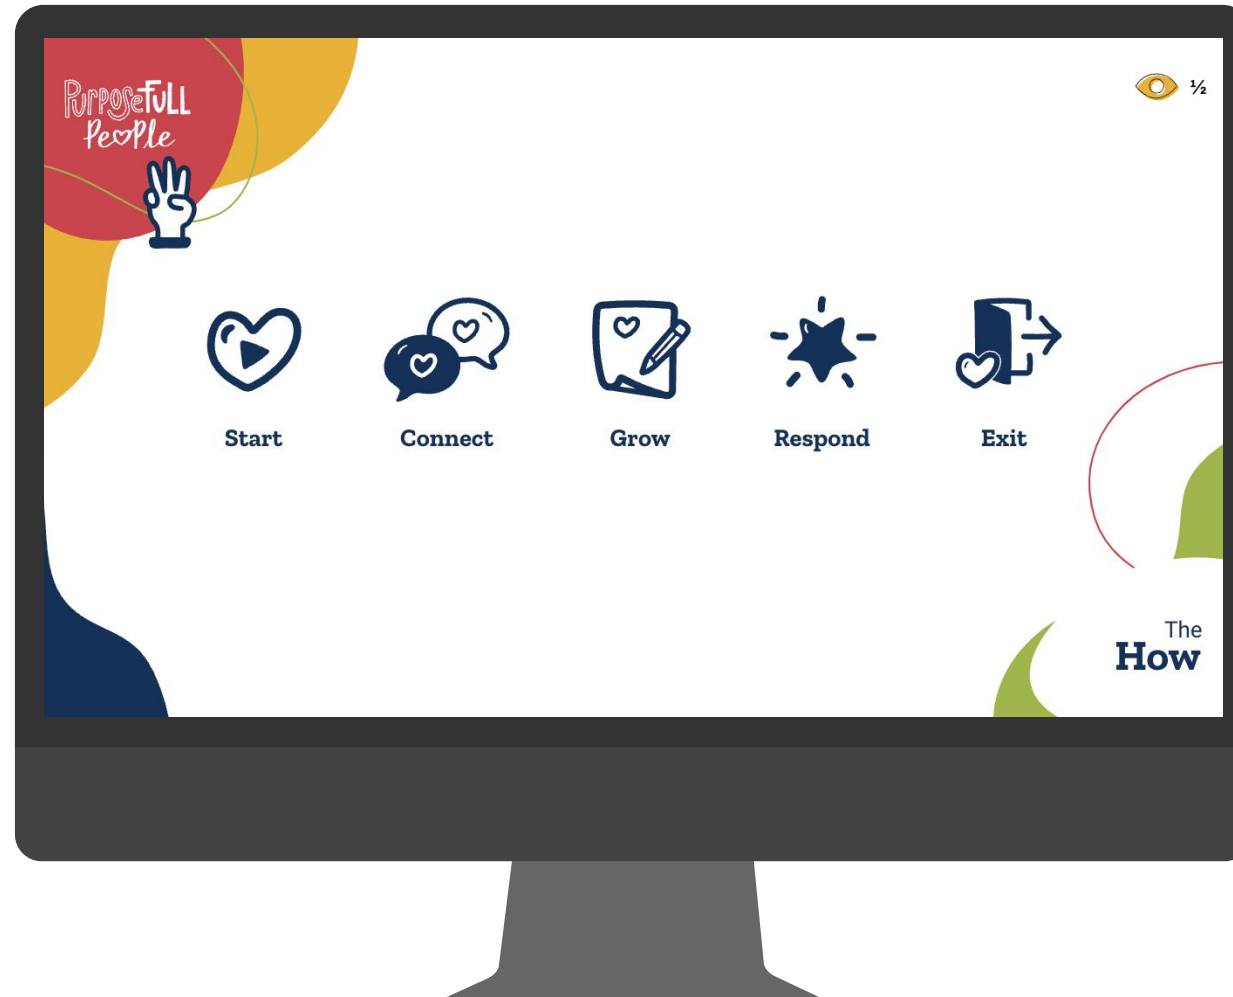 PurposeFull
People
½
Start
Connect
Grow
Respond
Exit
The
How